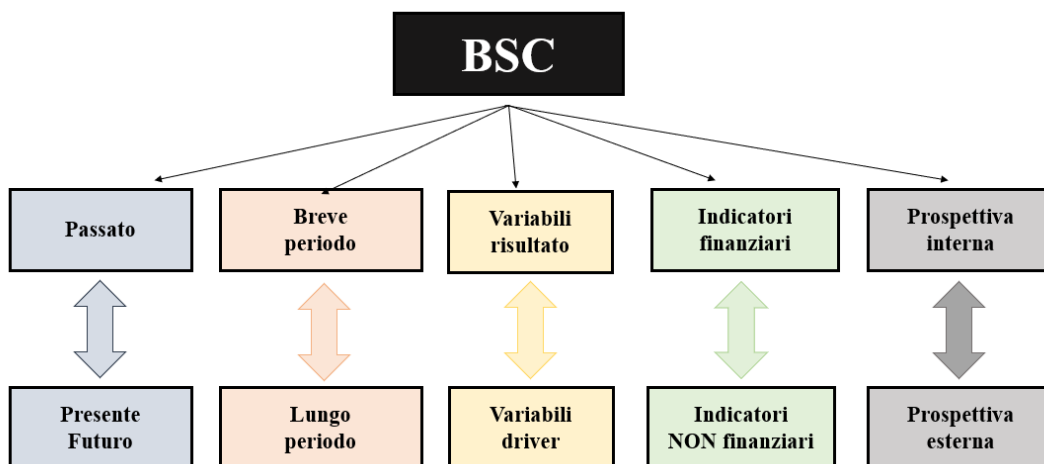 BSC
Passato
Breve
periodo
Variabili
risultato
Indicatori
finanziari
Prospettiva
interna
Presente
Futuro
Lungo
periodo
Variabili
driver
Indicatori
NON finanziari
Prospettiva
esterna